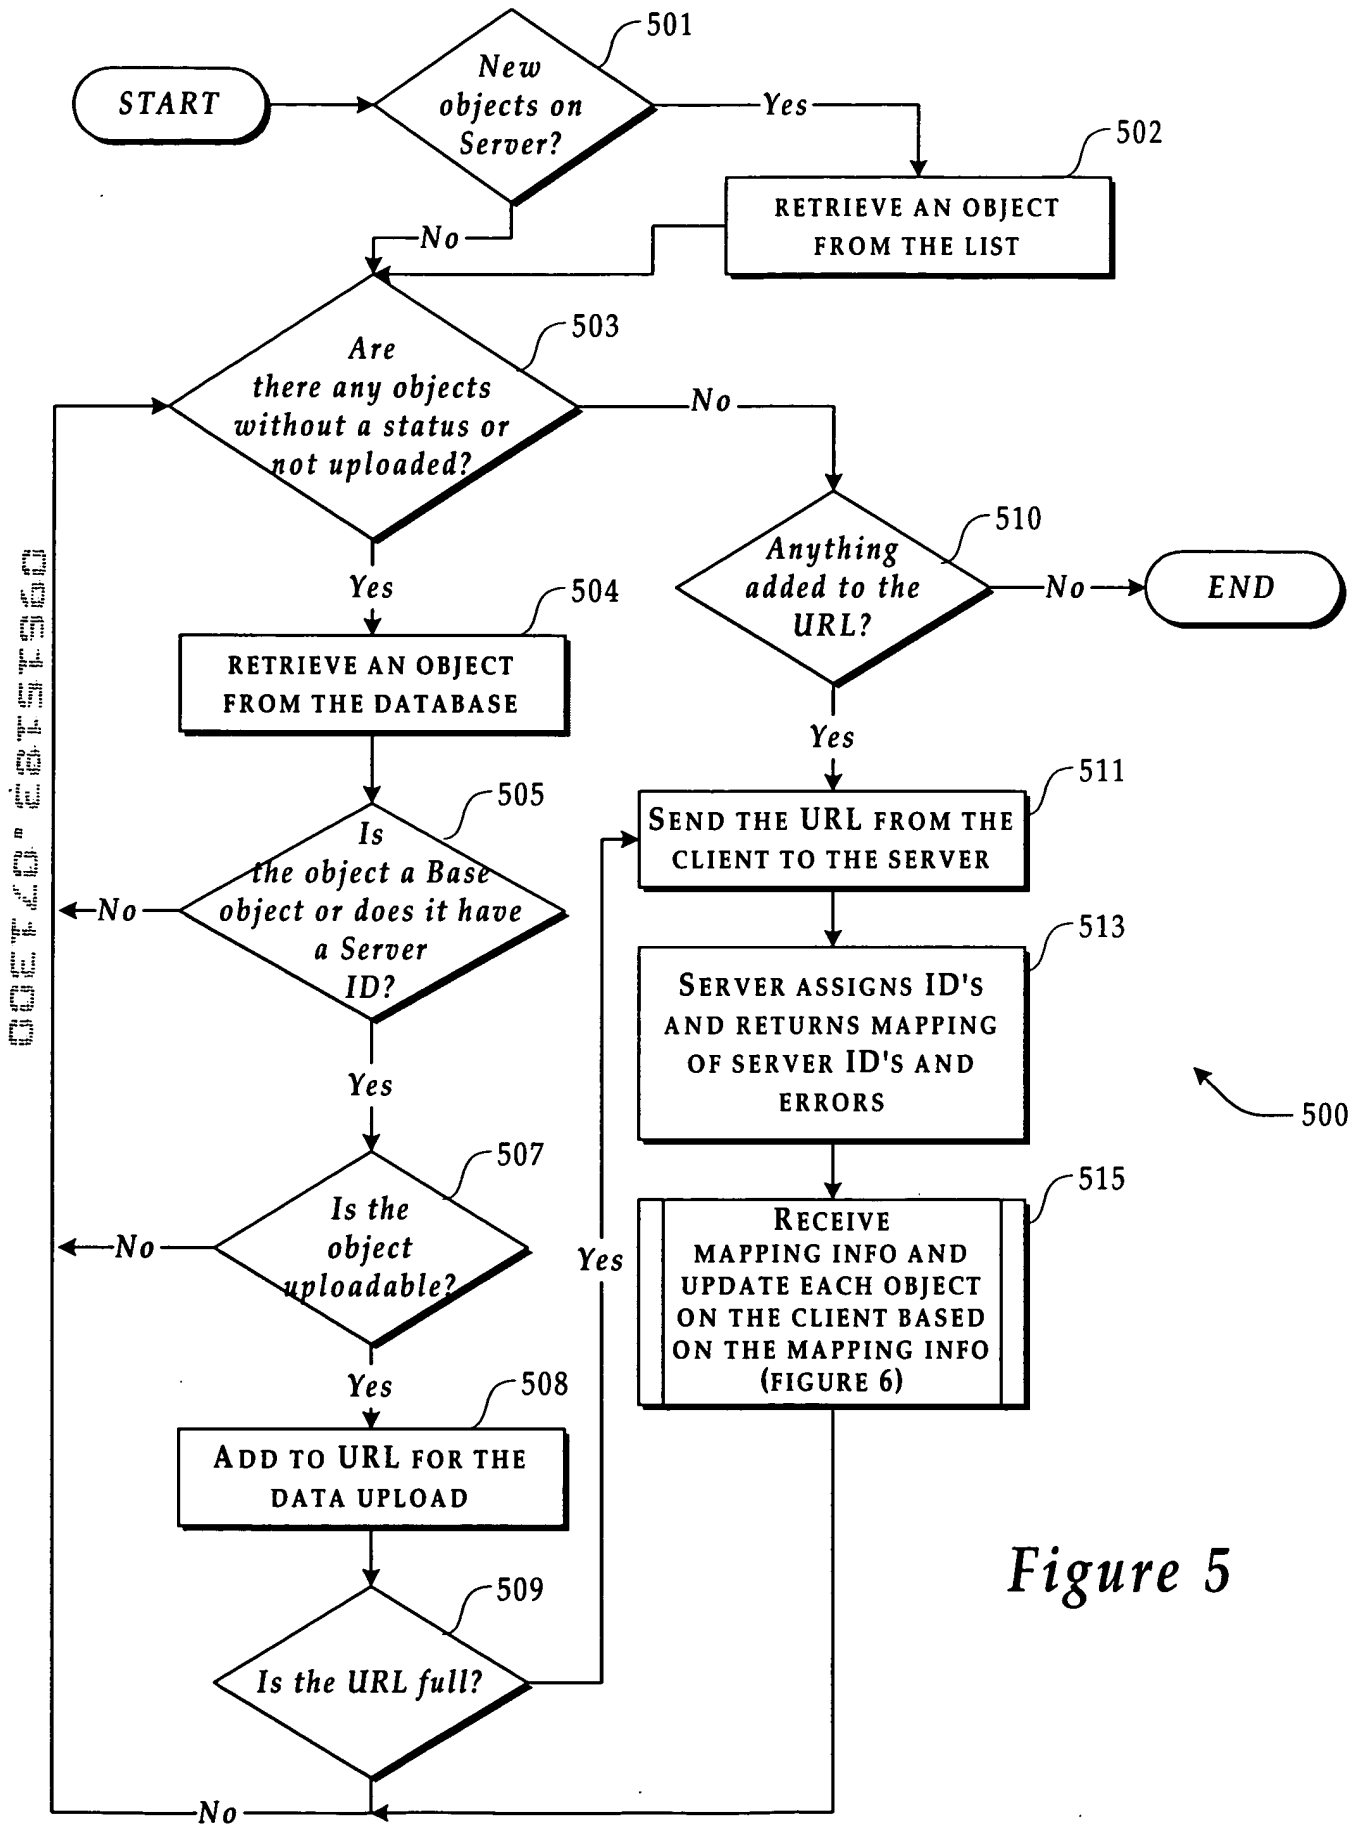 501
New
objects on
Server?
START
Yes
502
RETRIEVE AN OBJECT
FROM THE LIST
No
503
Are
there any objects
without a status or
not uploaded?
No
510
Anything
added to the
URL?
No
END
Yes
504
RETRIEVE AN OBJECT
FROM THE DATABASE
Yes
511
SEND THE URL FROM THE
CLIENT TO THE SERVER
505
Is
the object a Base
object or does it have
a Server
ID?
No
513
SERVER ASSIGNS ID'S
AND RETURNS MAPPING
OF SERVER ID'S AND
ERRORS
500
Yes
507
Is the
object
uploadable?
No
Yes
515
RECEIVE
MAPPING INFO AND
UPDATE EACH OBJECT
ON THE CLIENT BASED
ON THE MAPPING INFO
(FIGURE 6)
Yes
508
ADD TO URL FOR THE
DATA UPLOAD
509
Is the URL full?
No
Figure 5